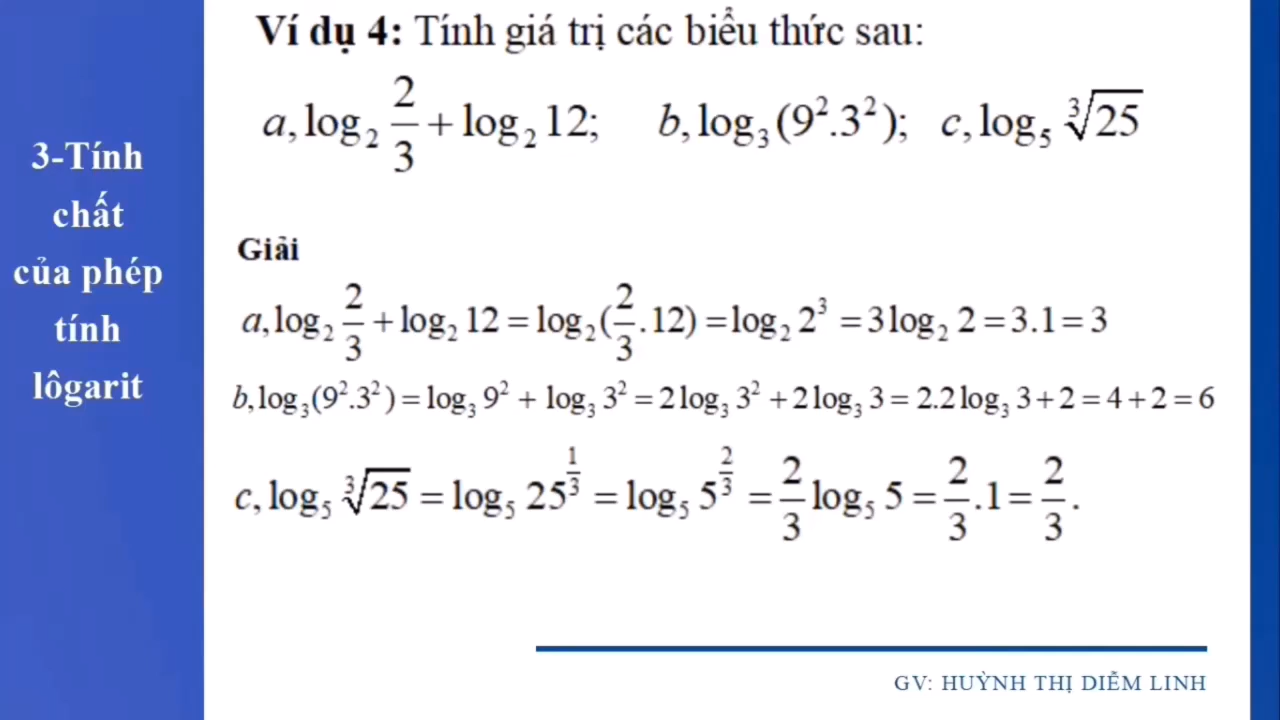 3-Tính
chất
của phép
tính
lôgarit
Ví dụ 4: Tính giá trị các biểu thức sau:
a, log₂ 2/3 + log₂ 12; b, log₃(9².3²); c, log₅ ∛25
Giải
a, log₂ 2/3 + log₂ 12 = log₂(2/3 .12) = log₂ 2³ = 3log₂ 2 = 3.1 = 3
b, log₃(9².3²) = log₃ 9² + log₃ 3² = 2log₃ 3² + 2log₃ 3 = 2.2log₃ 3 + 2 = 4 + 2 = 6
c, log₅ ∛25 = log₅ 25^(1/3) = log₅ 5^(2/3) = 2/3 log₅ 5 = 2/3 .1 = 2/3 .
GV: HUỲNH THỊ DIỄM LINH